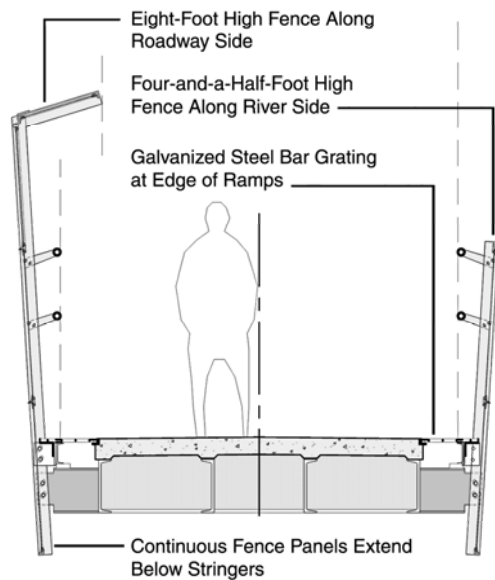 Eight-Foot High Fence Along
Roadway Side
Four-and-a-Half-Foot High
Fence Along River Side
Galvanized Steel Bar Grating
at Edge of Ramps
Continuous Fence Panels Extend
Below Stringers